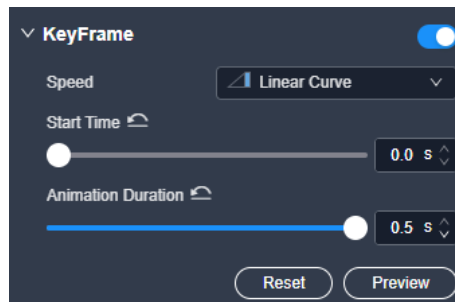 KeyFrame
Speed Linear Curve
Start Time
0.0 s
Animation Duration
0.5 s
Reset Preview